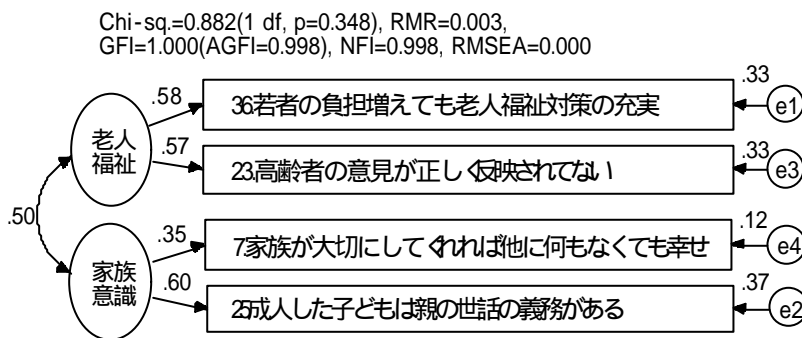 Chi-sq.=0.882(1 df, p=0.348), RMR=0.003,
GFI=1.000(AGFI=0.998), NFI=0.998, RMSEA=0.000
.33
.58
36.若者の負担増えても老人福祉対策の充実
e1
老人
福祉
.57
.33
23.高齢者の意見が正しく反映されてない
e3
.50
.35
.12
7.家族が大切にしてくれれば他に何もなくても幸せ
e4
家族
意識
.60
.37
25成人した子どもは親の世話の義務がある
e2